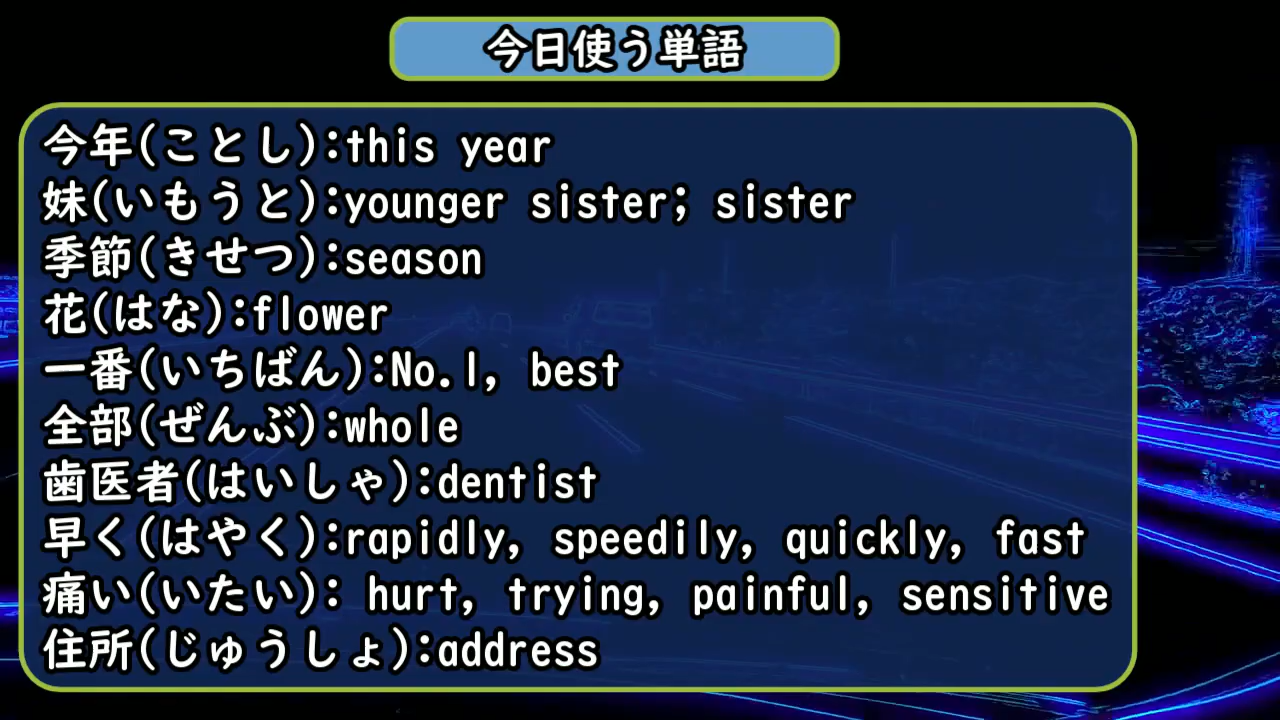 今日使う単語
今年(ことし):this year
妹(いもうと):younger sister; sister
季節(きせつ):season
花(はな):flower
一番(いちばん):No.1, best
全部(ぜんぶ):whole
歯医者(はいしゃ):dentist
早く(はやく):rapidly, speedily, quickly, fast
痛い(いたい): hurt, trying, painful, sensitive
住所(じゅうしょ):address